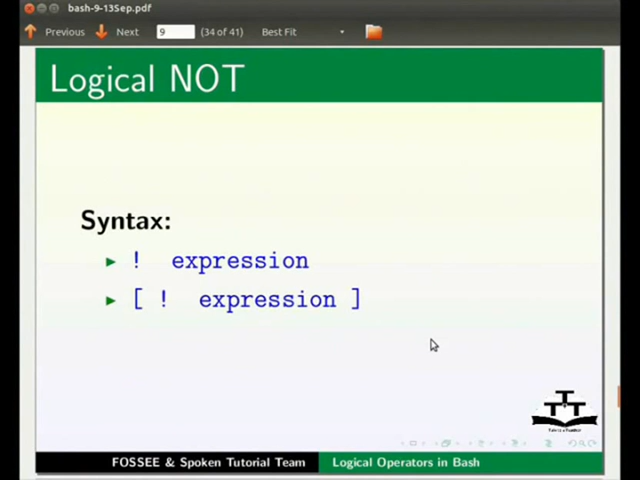 bash-9-13Sep.pdf
Previous Next 9 (34 of 41) Best Fit
Logical NOT
Syntax:
! expression
[ ! expression ]
FOSSEE & Spoken Tutorial Team Logical Operators in Bash